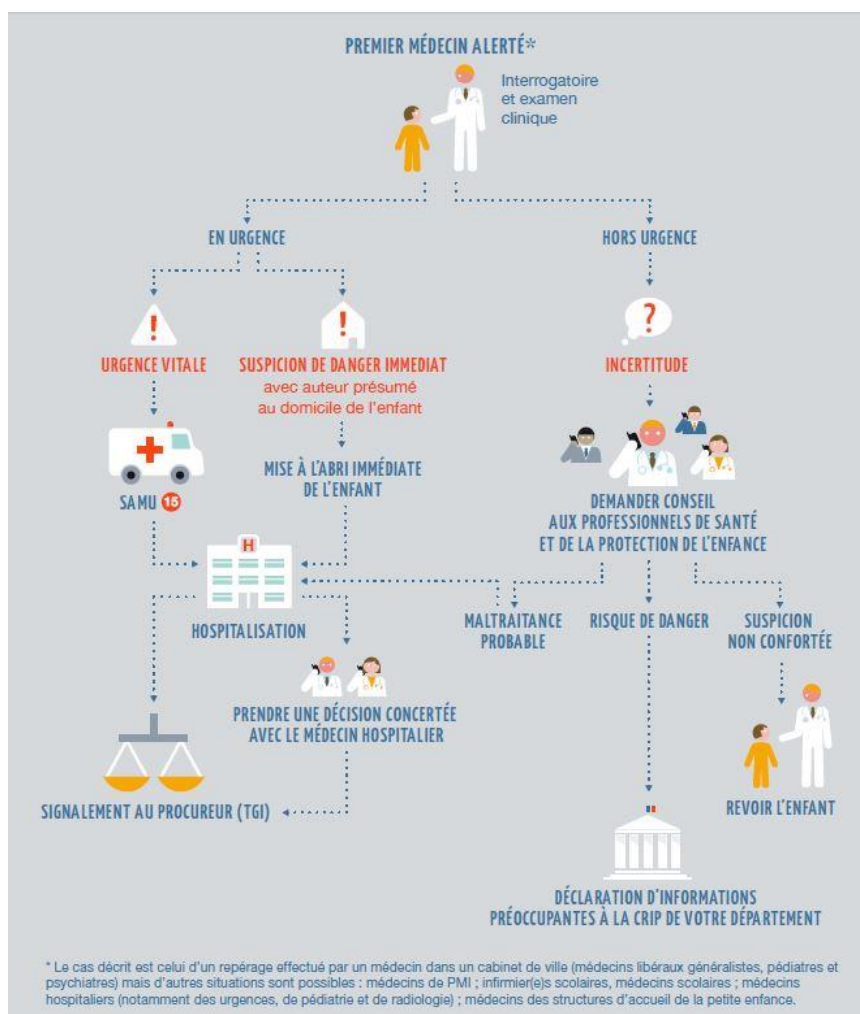 PREMIER MÉDECIN ALERTÉ*
Interrogatoire
et examen
clinique
EN URGENCE
HORS URGENCE
!
!
?
URGENCE VITALE
SUSPICION DE DANGER IMMEDIAT
avec auteur présumé
au domicile de l'enfant
INCERTITUDE
SAMU 15
MISE À L'ABRI IMMÉDIATE
DE L'ENFANT
DEMANDER CONSEIL
AUX PROFESSIONNELS DE SANTÉ
ET DE LA PROTECTION DE L'ENFANCE
H
HOSPITALISATION
MALTRAITANCE
PROBABLE
RISQUE DE DANGER
SUSPICION
NON CONFORTÉE
PRENDRE UNE DÉCISION CONCERTÉE
AVEC LE MÉDECIN HOSPITALIER
SIGNALEMENT AU PROCUREUR (TGI)
REVOIR L'ENFANT
DÉCLARATION D'INFORMATIONS
PRÉOCCUPANTES À LA CRIP DE VOTRE DÉPARTEMENT
* Le cas décrit est celui d'un repérage effectué par un médecin dans un cabinet de ville (médecins libéraux généralistes, pédiatres et
psychiatres) mais d'autres situations sont possibles : médecins de PMI ; infirmier(e)s scolaires, médecins scolaires ; médecins
hospitaliers (notamment des urgences, de pédiatrie et de radiologie) ; médecins des structures d'accueil de la petite enfance.